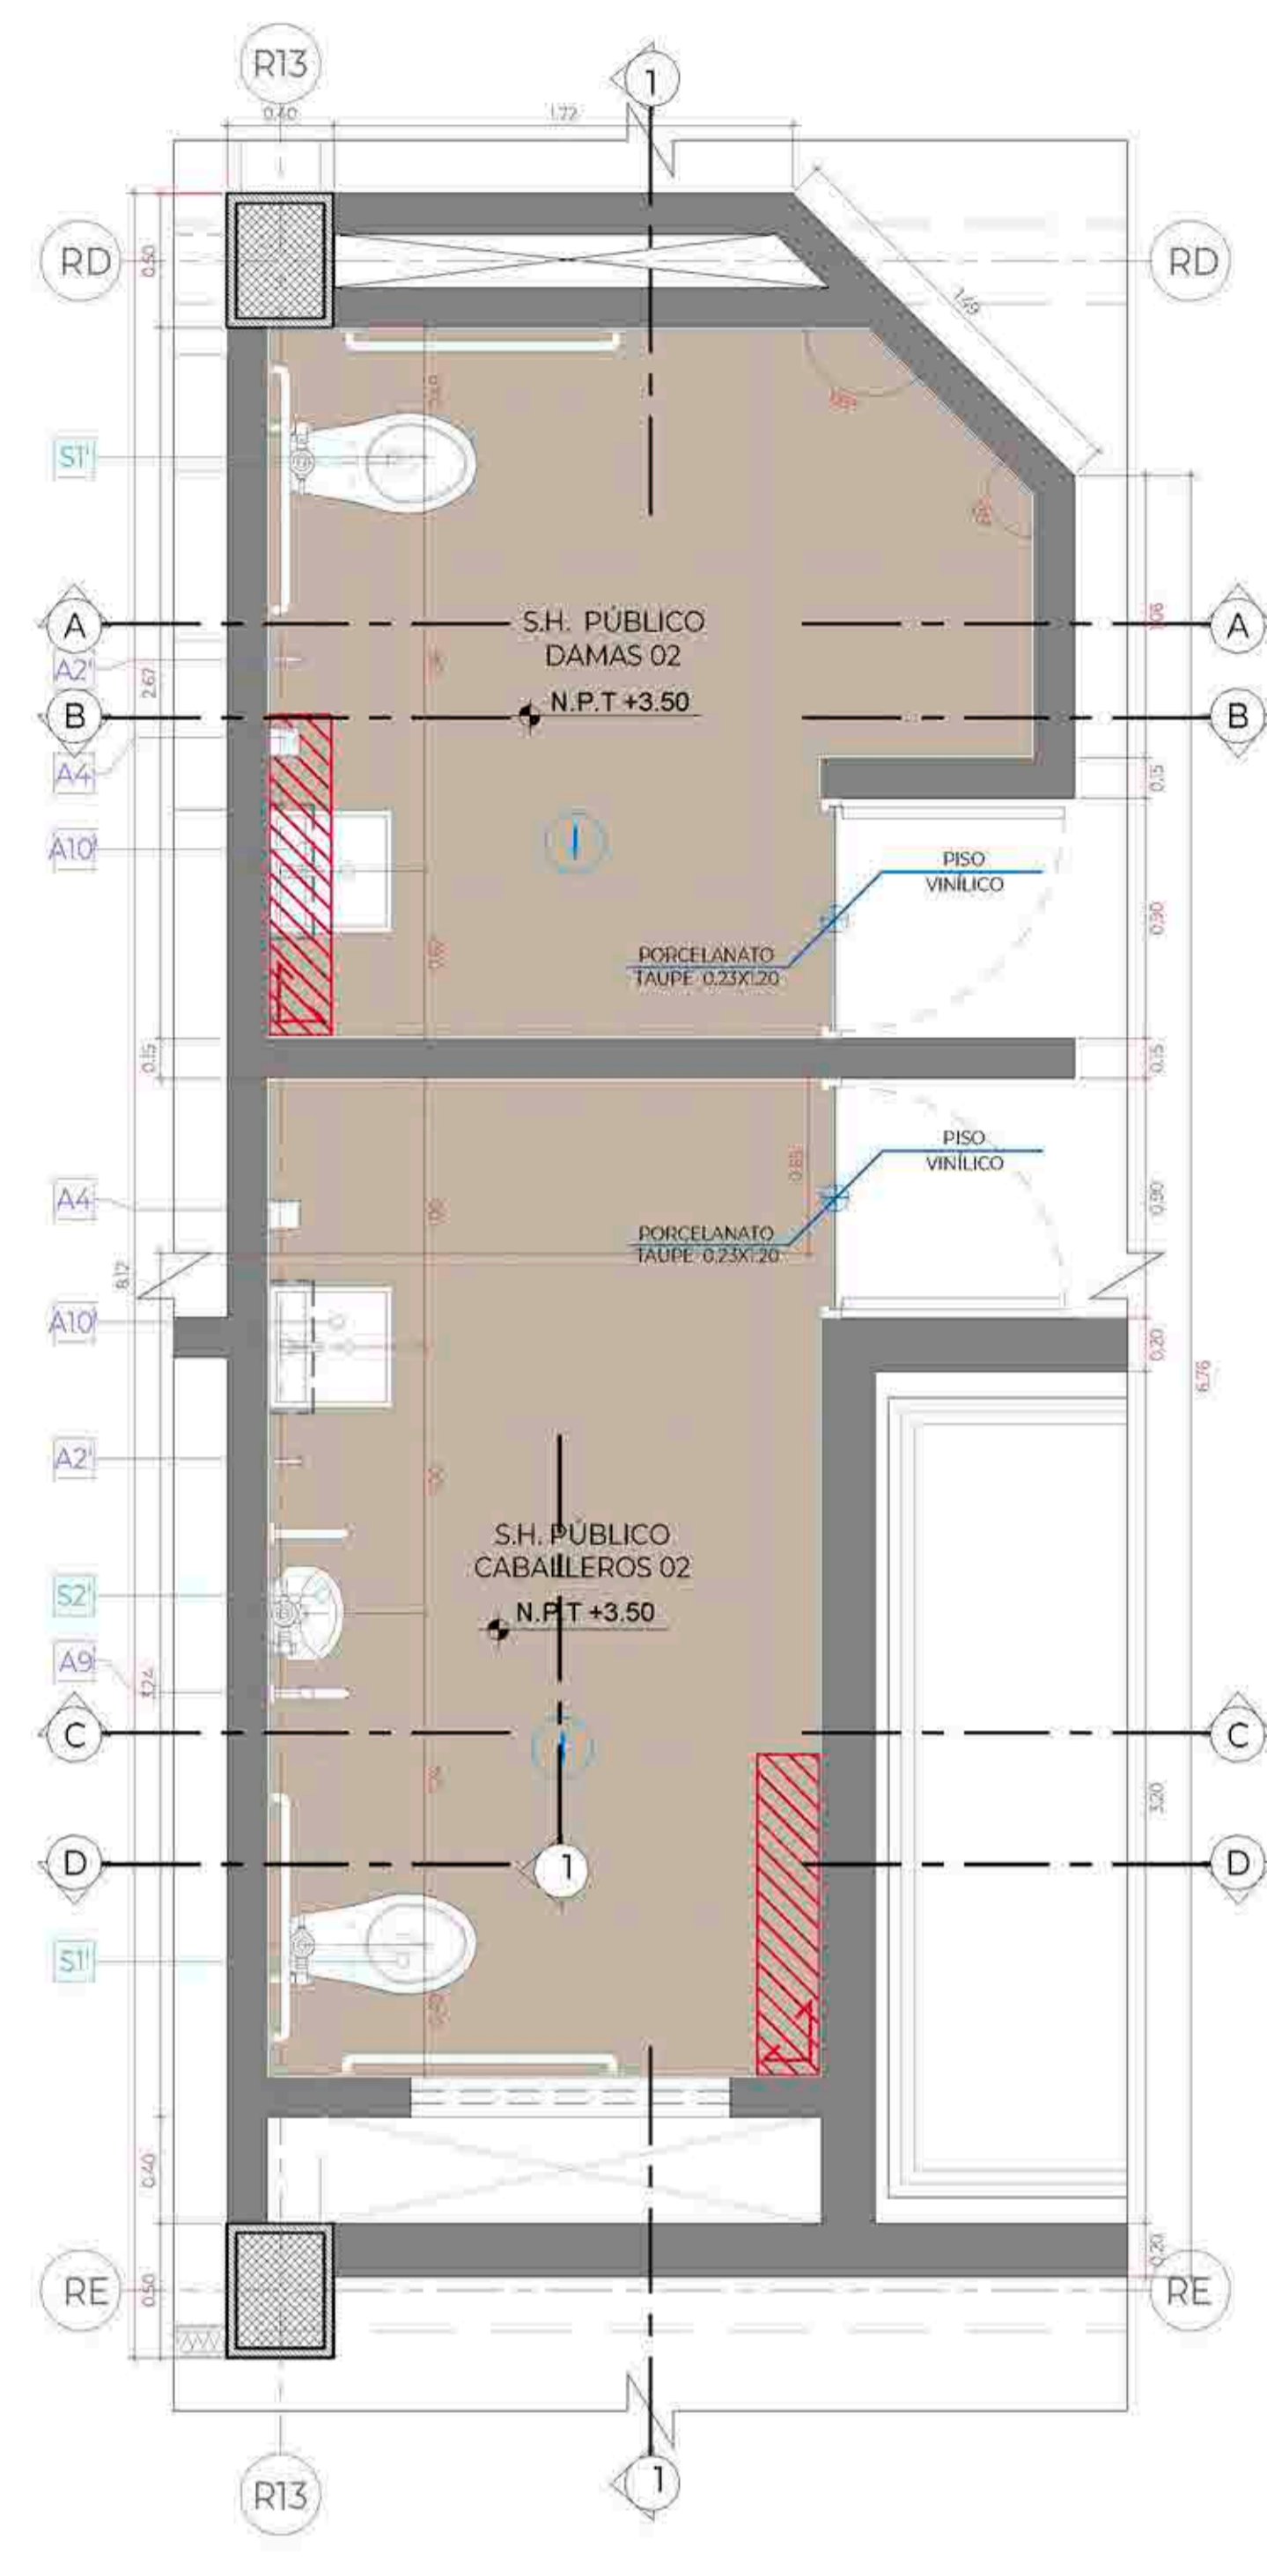 R13
1
0.40
1.72
RD
RD
0.50
1.49
S1'
A
S.H. PÚBLICO
DAMAS 02
A
A2'
2.67
B
N.P.T +3.50
B
A4
0.15
A10'
PISO
VINÍLICO
0.90
PORCELANATO
TAUPE 0.23X1.20
0.15
0.15
PISO
VINÍLICO
0.85
A4
0.90
PORCELANATO
TAUPE 0.23X1.20
8.12
A10'
0.20
6.76
A2'
S.H. PÚBLICO
CABALLEROS 02
S2'
N.P.T +3.50
A9
C
C
3.20
D
1
D
S1'
0.40
0.20
RE
0.50
RE
1
R13